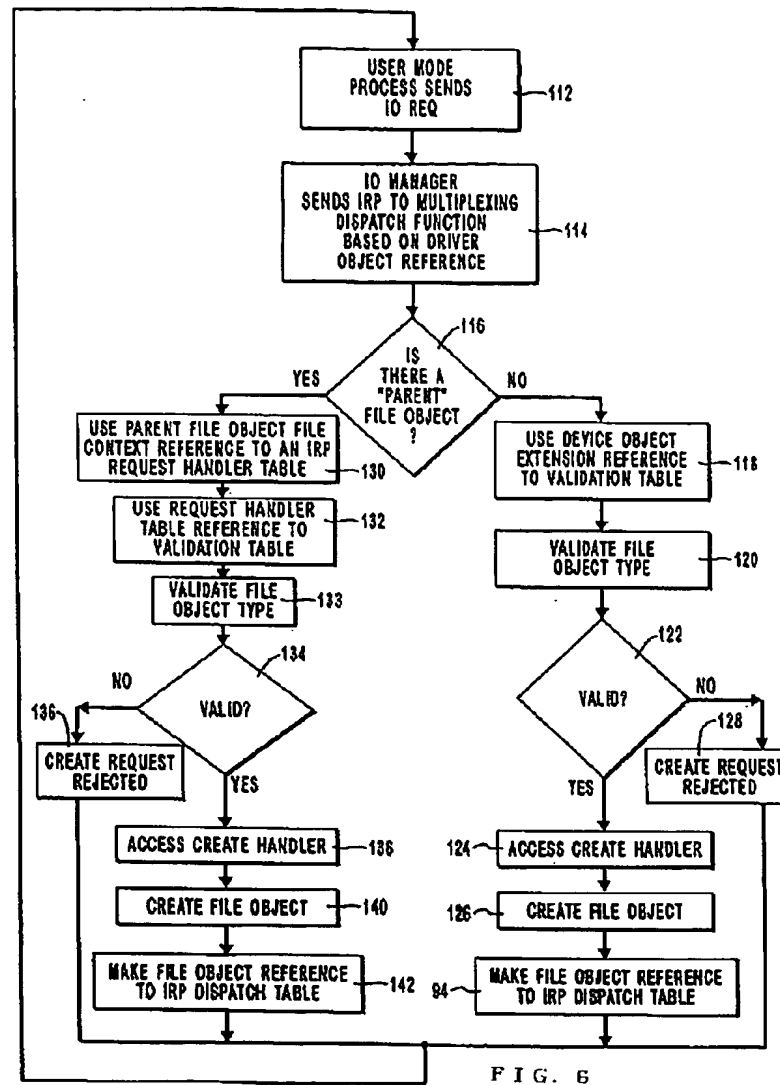 USER MODE
PROCESS SENDS
IO REQ
112
IO MANAGER
SENDS IRP TO MULTIPLEXING
DISPATCH FUNCTION
BASED ON DRIVER
OBJECT REFERENCE
114
116
IS
THERE A
"PARENT"
FILE OBJECT
?
YES
NO
USE PARENT FILE OBJECT FILE
CONTEXT REFERENCE TO AN IRP
REQUEST HANDLER TABLE
130
USE REQUEST HANDLER
TABLE REFERENCE TO
VALIDATION TABLE
132
VALIDATE FILE
OBJECT TYPE
133
134
VALID?
NO
136
CREATE REQUEST
REJECTED
YES
ACCESS CREATE HANDLER
136
CREATE FILE OBJECT
140
MAKE FILE OBJECT REFERENCE
TO IRP DISPATCH TABLE
142
USE DEVICE OBJECT
EXTENSION REFERENCE
TO VALIDATION TABLE
118
VALIDATE FILE
OBJECT TYPE
120
122
VALID?
NO
128
CREATE REQUEST
REJECTED
YES
124
ACCESS CREATE HANDLER
126
CREATE FILE OBJECT
94
MAKE FILE OBJECT REFERENCE
TO IRP DISPATCH TABLE
FIG. 6